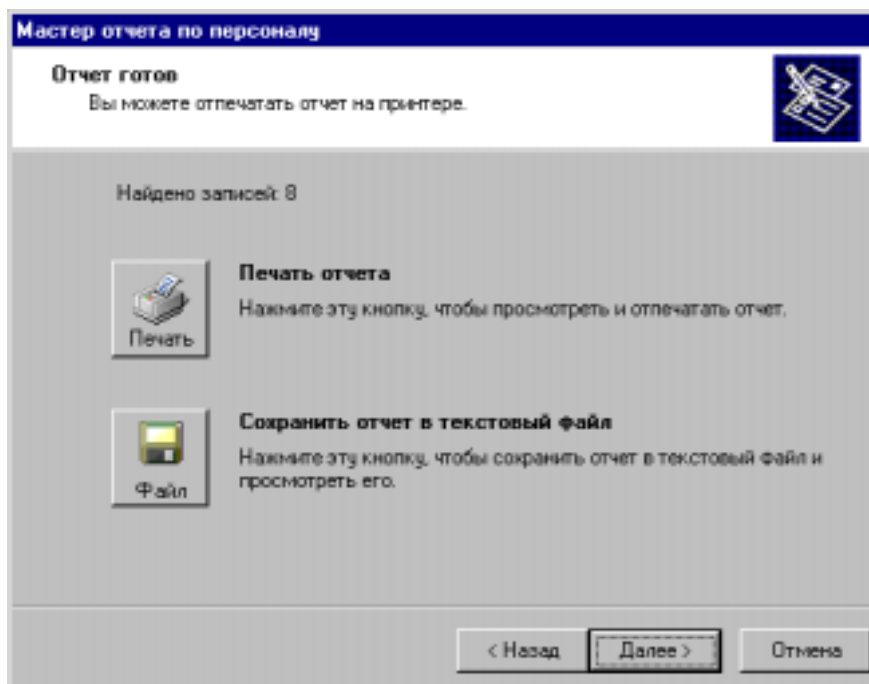 Мастер отчета по персоналу
Отчет готов
Вы можете отпечатать отчет на принтере.
Найдено записей: 8
Печать
Печать отчета
Нажмите эту кнопку, чтобы просмотреть и отпечатать отчет.
Файл
Сохранить отчет в текстовый файл
Нажмите эту кнопку, чтобы сохранить отчет в текстовый файл и
просмотреть его.
< Назад
Далее >
Отмена